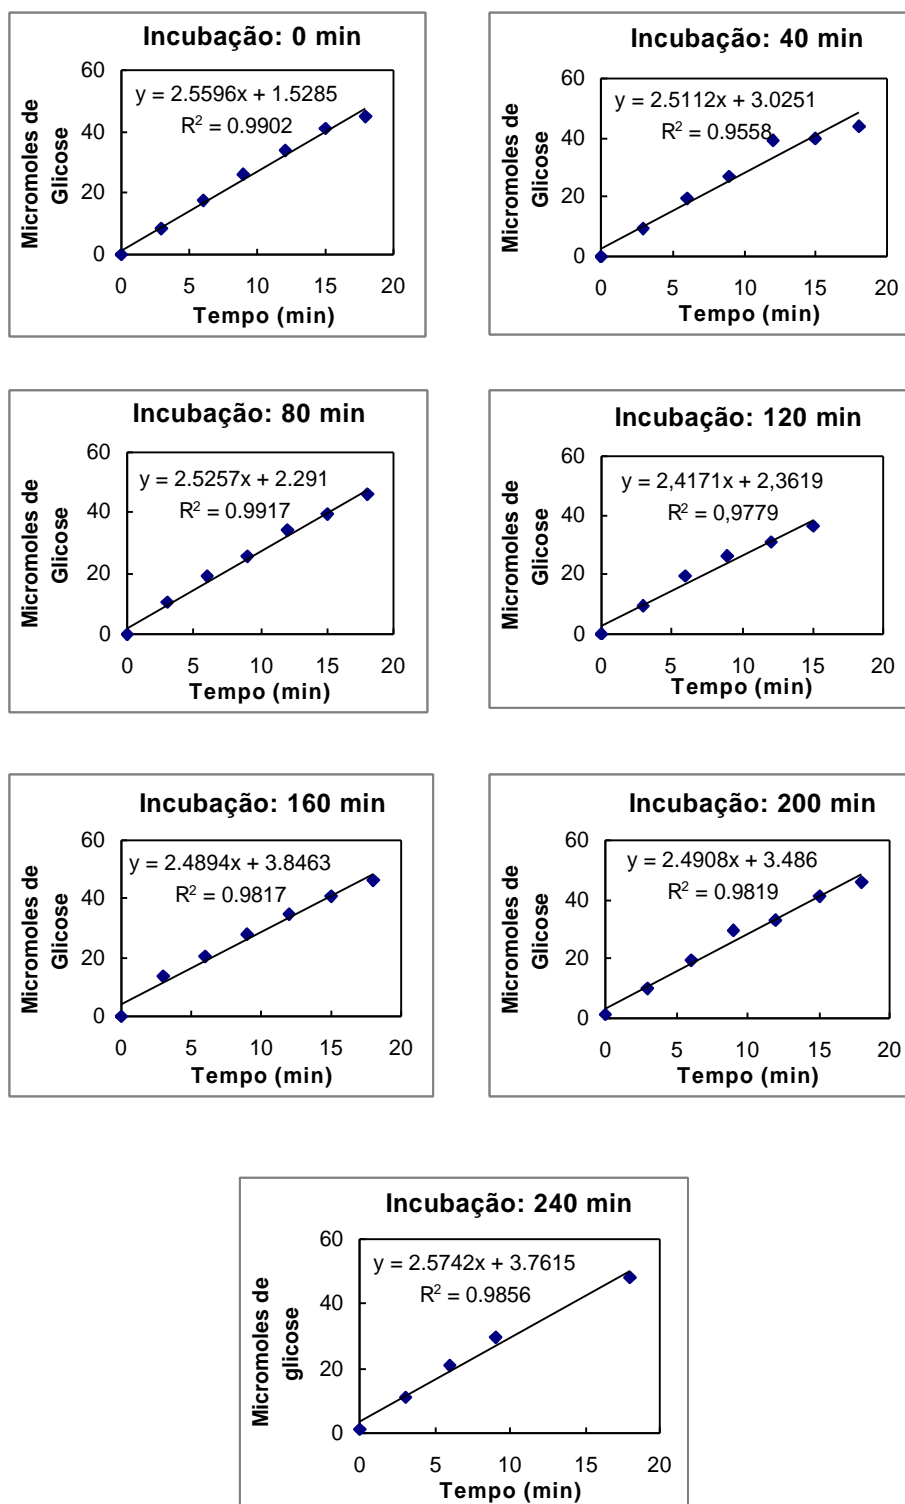 Incubação: 0 min
y = 2.5596x + 1.5285
R² = 0.9902
Micromoles de
Glicose
60
40
20
0
0 5 10 15 20
Tempo (min)
Incubação: 40 min
y = 2.5112x + 3.0251
R² = 0.9558
Micromoles de
Glicose
60
40
20
0
0 5 10 15 20
Tempo (min)
Incubação: 80 min
y = 2.5257x + 2.291
R² = 0.9917
Micromoles de
Glicose
60
40
20
0
0 5 10 15 20
Tempo (min)
Incubação: 120 min
y = 2,4171x + 2,3619
R² = 0,9779
Micromoles de
Glicose
60
40
20
0
0 5 10 15 20
Tempo (min)
Incubação: 160 min
y = 2.4894x + 3.8463
R² = 0.9817
Micromoles de
Glicose
60
40
20
0
0 5 10 15 20
Tempo (min)
Incubação: 200 min
y = 2.4908x + 3.486
R² = 0.9819
Micromoles de
Glicose
60
40
20
0
0 5 10 15 20
Tempo (min)
Incubação: 240 min
y = 2.5742x + 3.7615
R² = 0.9856
Micromoles de
glicose
60
40
20
0
0 5 10 15 20
Tempo (min)